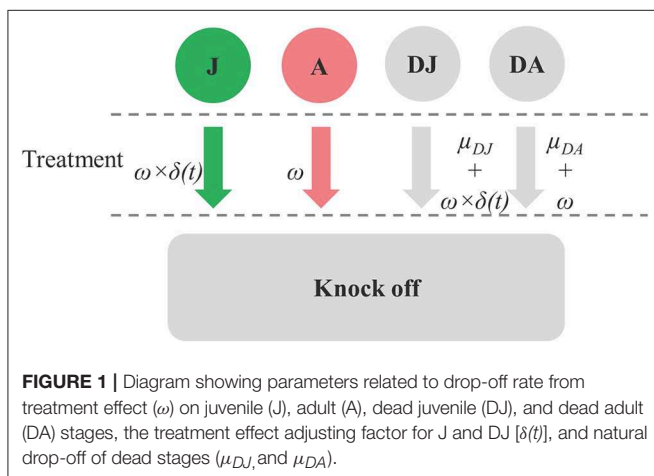 J A DJ DA
Treatment ω×δ(t) ω μDJ + ω×δ(t) μDA + ω
Knock off
FIGURE 1 | Diagram showing parameters related to drop-off rate from
treatment effect (ω) on juvenile (J), adult (A), dead juvenile (DJ), and dead adult
(DA) stages, the treatment effect adjusting factor for J and DJ [δ(t)], and natural
drop-off of dead stages (μDJ, and μDA).